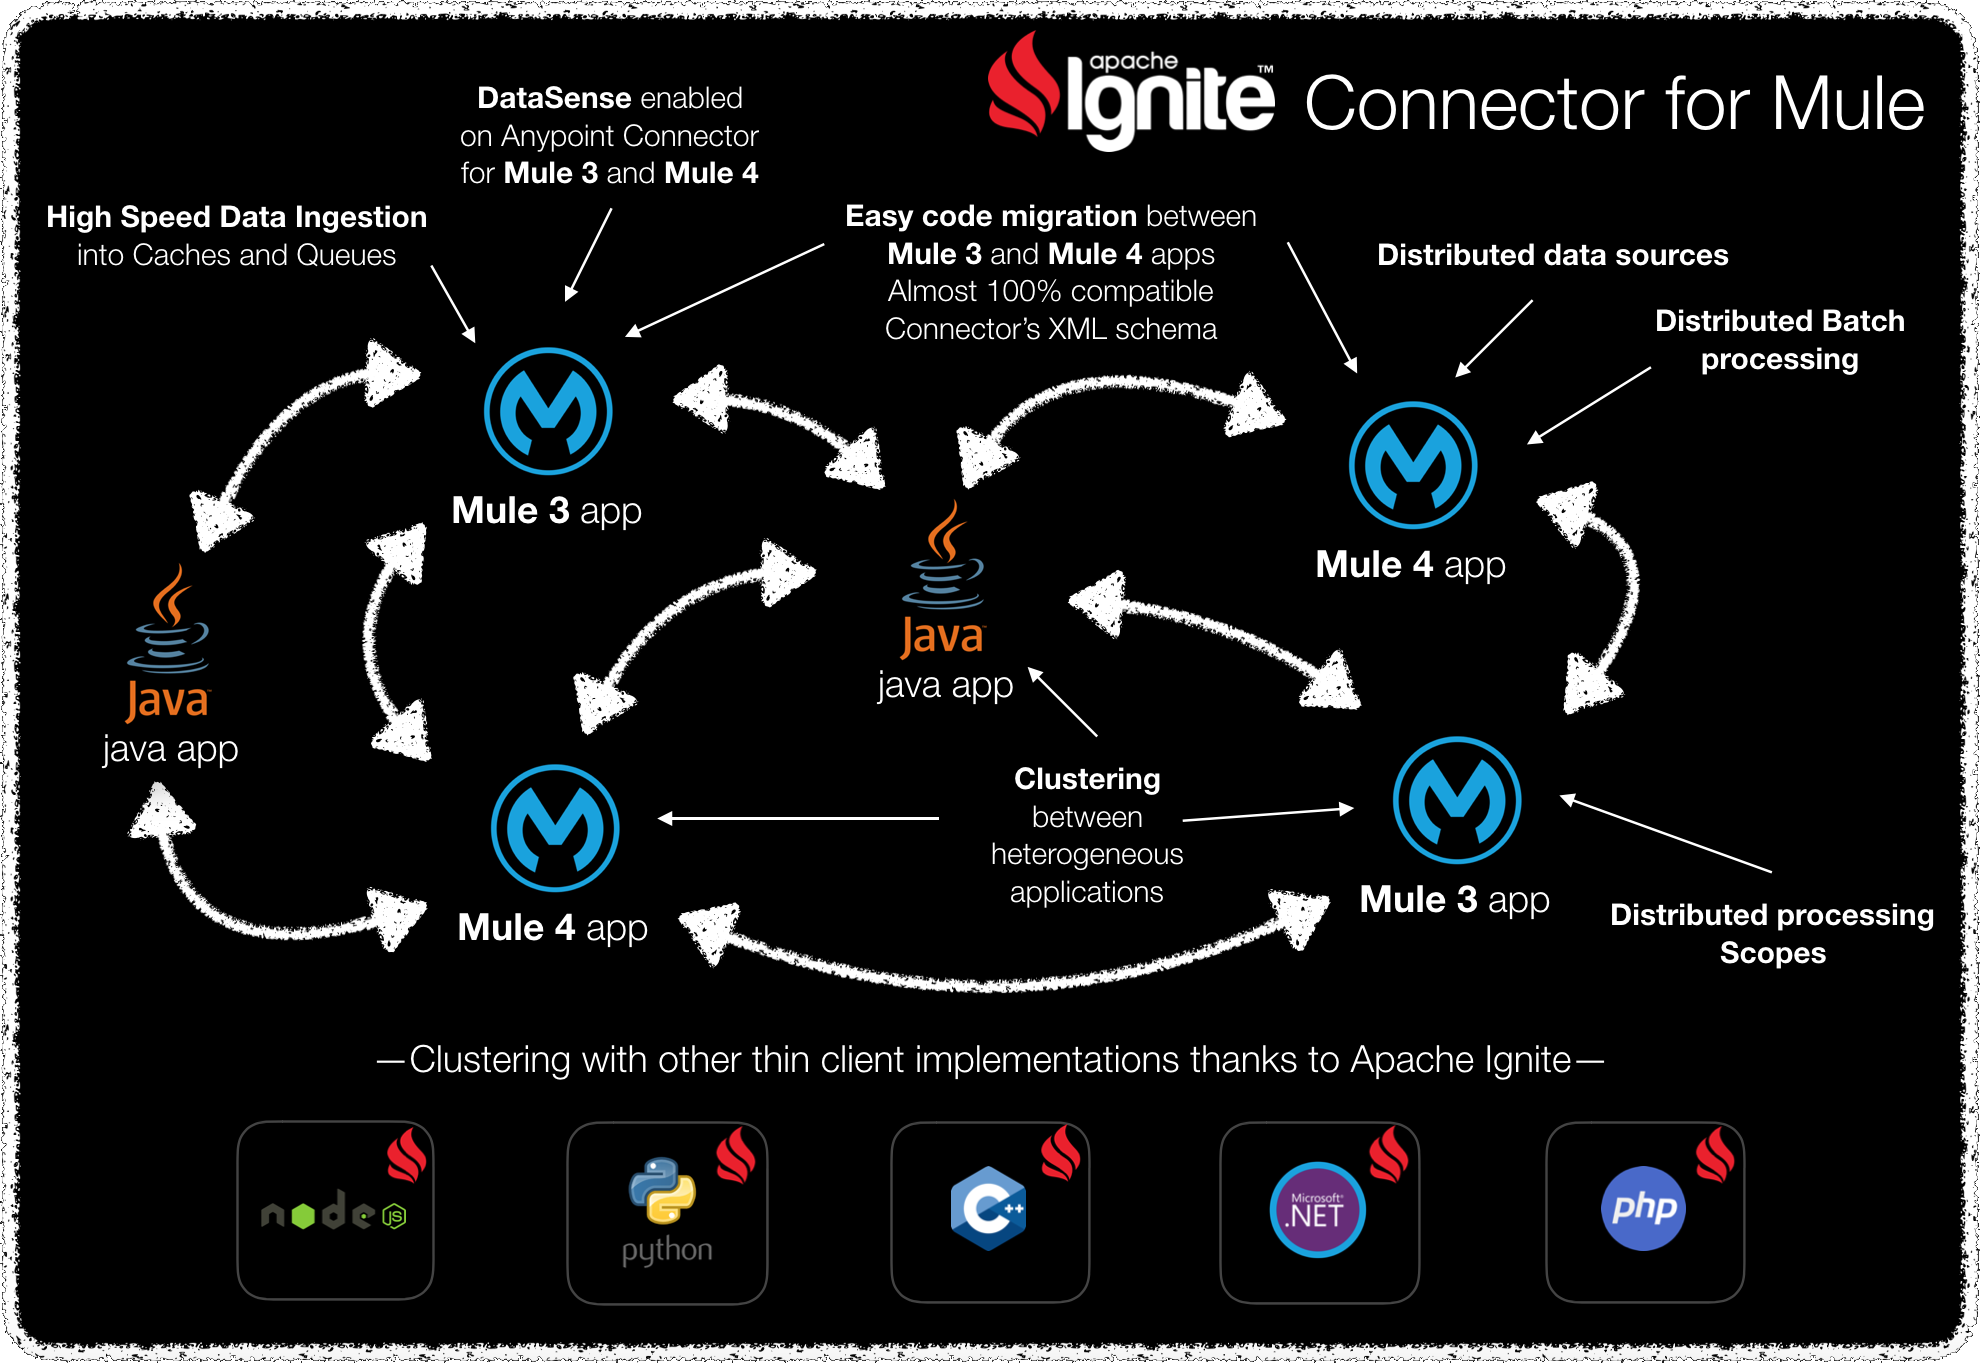 apache
Ignite™ Connector for Mule
DataSense enabled
on Anypoint Connector
for Mule 3 and Mule 4
High Speed Data Ingestion
into Caches and Queues
Easy code migration between
Mule 3 and Mule 4 apps
Almost 100% compatible
Connector's XML schema
Distributed data sources
Distributed Batch
processing
Mule 3 app
Mule 4 app
Java™
java app
Java™
java app
Clustering
between
heterogeneous
applications
Mule 4 app
Mule 3 app
Distributed processing
Scopes
—Clustering with other thin client implementations thanks to Apache Ignite—
node JS
python
C++
Microsoft®
.NET
php